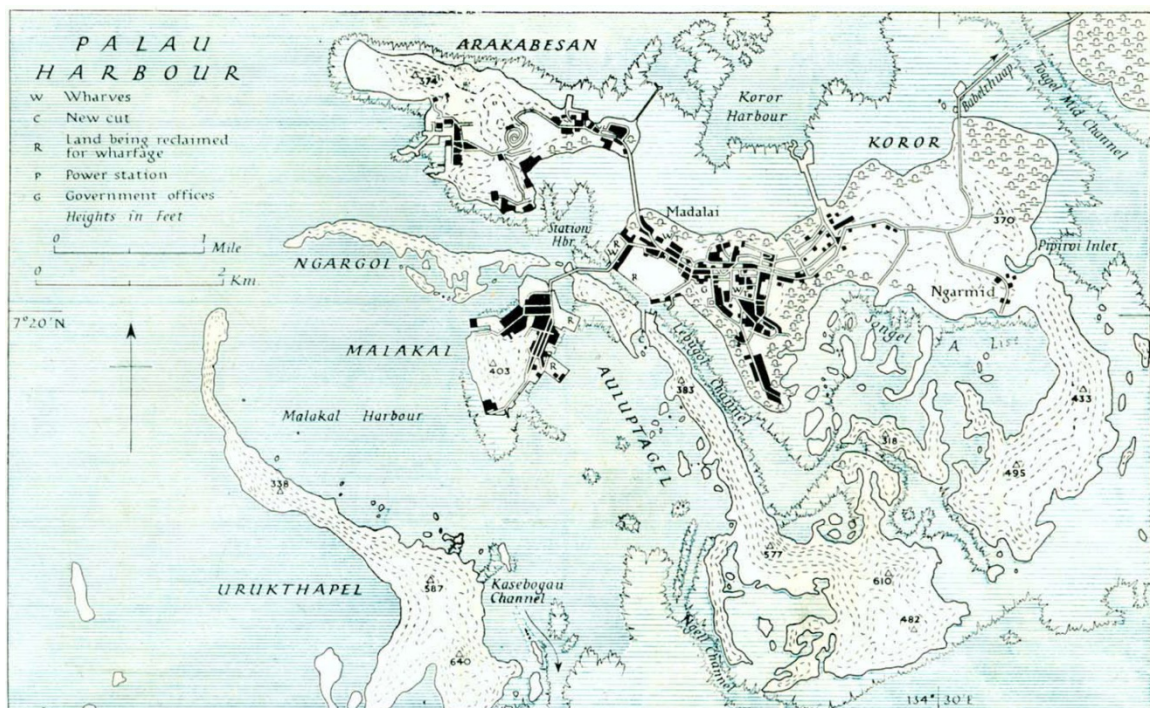 PALAU
HARBOUR
W Wharves
C New cut
R Land being reclaimed
for wharfage
P Power station
G Government offices
Heights in Feet
0 1 Mile
0 2 Km
7°20'N
ARAKABESAN
374
Koror
Harbour
KOROR
Babelthuap
Toagel Mid Channel
370
Madalai
Station
Hbr.
Pipirvi Inlet
NGARGOL
R
R
G
W
Ngarmid
MALAKAL
403
R
R
Malakal Harbour
AULUPTAGEL
383
Lebugol Channel
Songel
A
Lise
433
318
495
338
URUKTHAPEL
587
Kasebogau
Channel
577
610
482
Ngell Channel
640
134°30'E